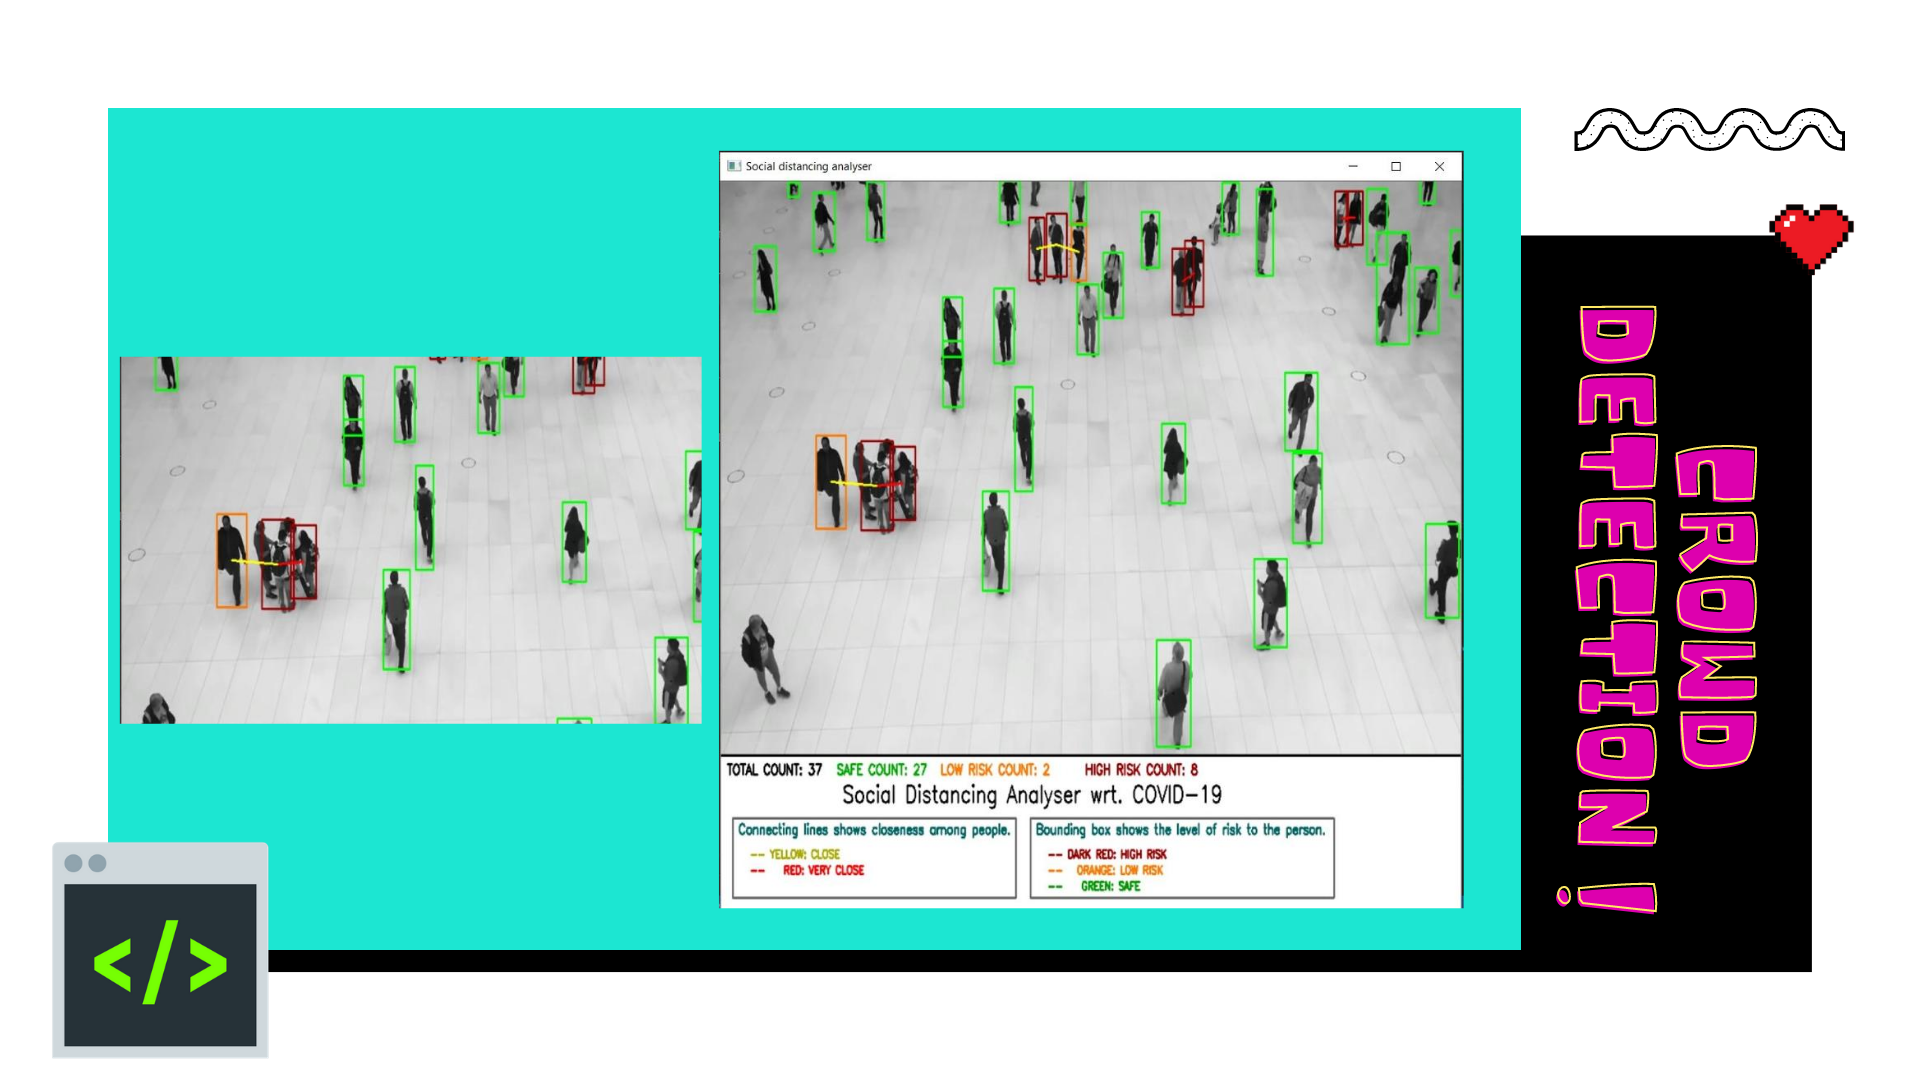 Social distancing analyser
TOTAL COUNT: 37 SAFE COUNT: 27 LOW RISK COUNT: 2 HIGH RISK COUNT: 8
Social Distancing Analyser wrt. COVID-19
Connecting lines shows closeness among people.
-- YELLOW: CLOSE
-- RED: VERY CLOSE
Bounding box shows the level of risk to the person.
-- DARK RED: HIGH RISK
-- ORANGE: LOW RISK
-- GREEN: SAFE
CROWD
DETECTION !
</>